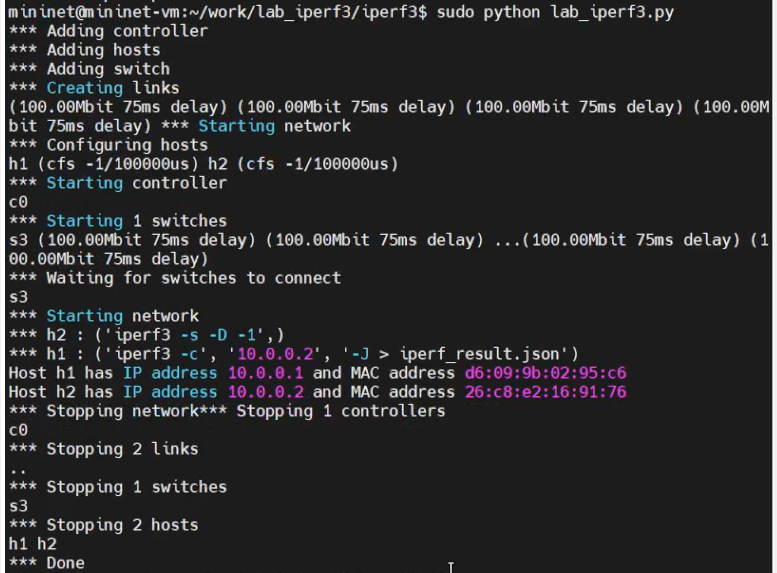 mininet@mininet-vm:~/work/lab_iperf3/iperf3$ sudo python lab_iperf3.py
*** Adding controller
*** Adding hosts
*** Adding switch
*** Creating links
(100.00Mbit 75ms delay) (100.00Mbit 75ms delay) (100.00Mbit 75ms delay) (100.00M
bit 75ms delay) *** Starting network
*** Configuring hosts
h1 (cfs -1/100000us) h2 (cfs -1/100000us)
*** Starting controller
c0
*** Starting 1 switches
s3 (100.00Mbit 75ms delay) (100.00Mbit 75ms delay) ...(100.00Mbit 75ms delay) (1
00.00Mbit 75ms delay)
*** Waiting for switches to connect
s3
*** Starting network
*** h2 : ('iperf3 -s -D -1',)
*** h1 : ('iperf3 -c', '10.0.0.2', '-J > iperf_result.json')
Host h1 has IP address 10.0.0.1 and MAC address d6:09:9b:02:95:c6
Host h2 has IP address 10.0.0.2 and MAC address 26:c8:e2:16:91:76
*** Stopping network*** Stopping 1 controllers
c0
*** Stopping 2 links
..
*** Stopping 1 switches
s3
*** Stopping 2 hosts
h1 h2
*** Done